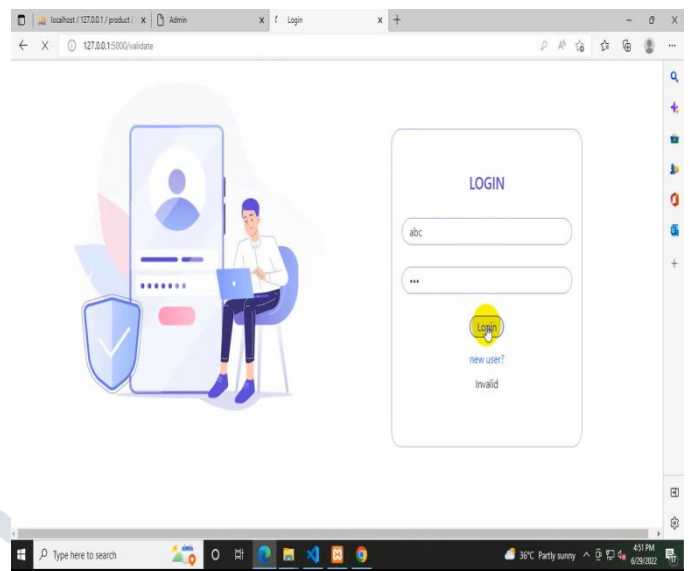 localhost / 127.0.0.1 / product /
Admin
Login
127.0.0.1:5000/validate
LOGIN
abc
Login
new user?
Invalid
Type here to search
36°C Partly sunny
4:51 PM
6/29/2022